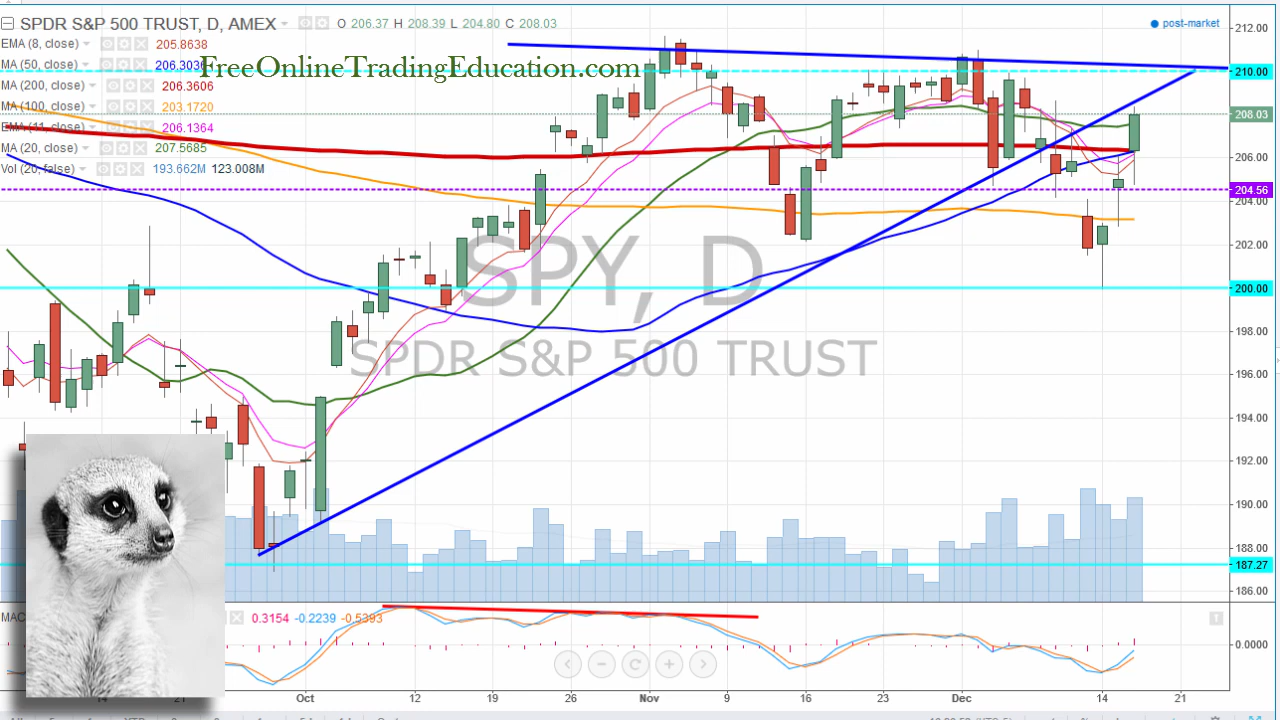 SPDR S&P 500 TRUST, D, AMEX O 206.37 H 208.39 L 204.80 C 208.03
post-market
EMA (8, close) 205.8638
MA (50, close) 206.303
FreeOnlineTradingEducation.com
MA (200, close) 206.3606
MA (100, close) 203.1720
EMA (11, close) 206.1364
MA (20, close) 207.5685
Vol (20, false) 193.662M 123.008M
212.00
210.00
208.03
206.00
204.56
204.00
202.00
200.00
198.00
196.00
194.00
192.00
190.00
188.00
187.27
186.00
SPY, D
SPDR S&P 500 TRUST
MAC 0.3154 -0.2239 -0.5393
0.0000
14 21 Oct 12 19 26 Nov 9 16 23 Dec 14 21